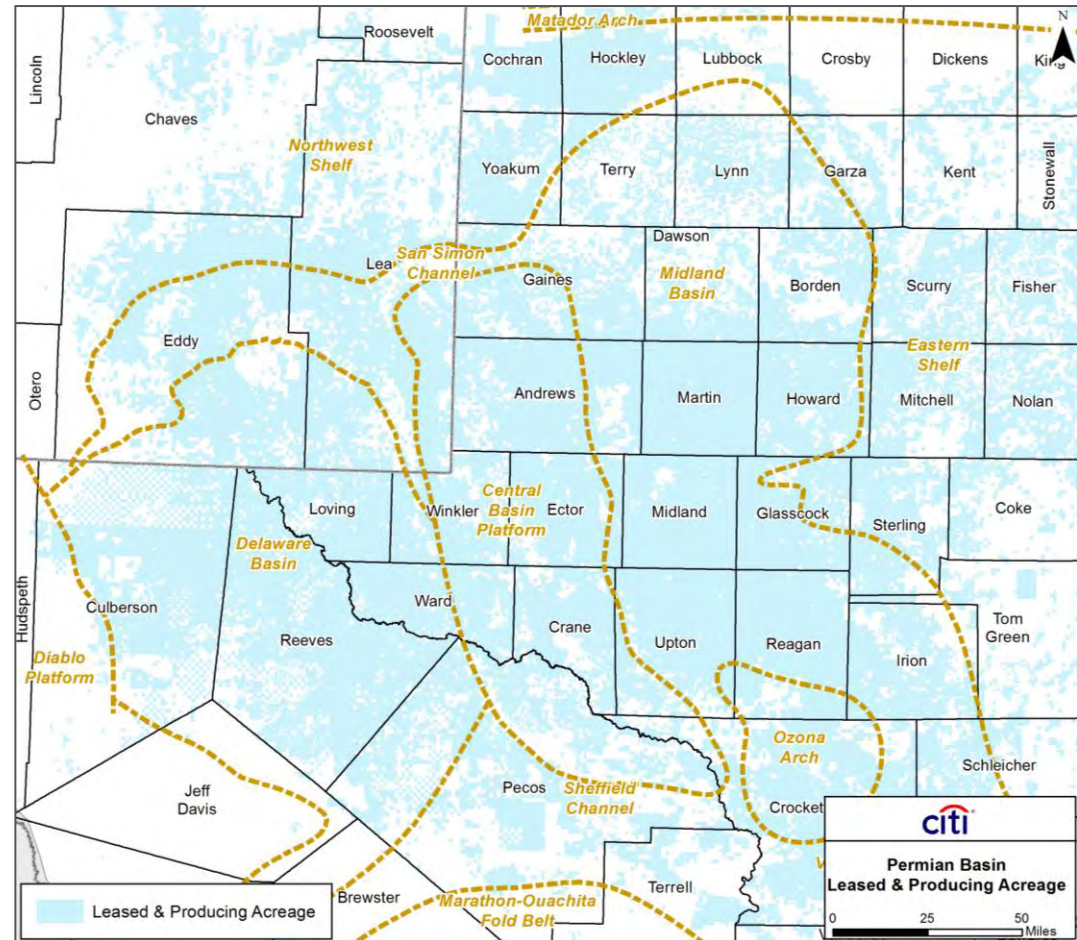 Matador Arch
N
Roosevelt
Lincoln
Cochran
Hockley
Lubbock
Crosby
Dickens
King
Chaves
Northwest
Shelf
Yoakum
Terry
Lynn
Garza
Kent
Stonewall
Dawson
Lea
San Simon
Channel
Gaines
Midland
Basin
Borden
Scurry
Fisher
Eddy
Eastern
Shelf
Otero
Andrews
Martin
Howard
Mitchell
Nolan
Loving
Winkler
Central
Basin
Platform
Ector
Midland
Glasscock
Sterling
Coke
Delaware
Basin
Hudspeth
Culberson
Ward
Crane
Tom
Green
Reeves
Upton
Reagan
Irion
Diablo
Platform
Ozona
Arch
Schleicher
Jeff
Davis
Pecos
Sheffield
Channel
Crocket
citi
V
Permian Basin
Leased & Producing Acreage
0 25 50
Miles
Terrell
Brewster
Marathon-Ouachita
Fold Belt
Leased & Producing Acreage